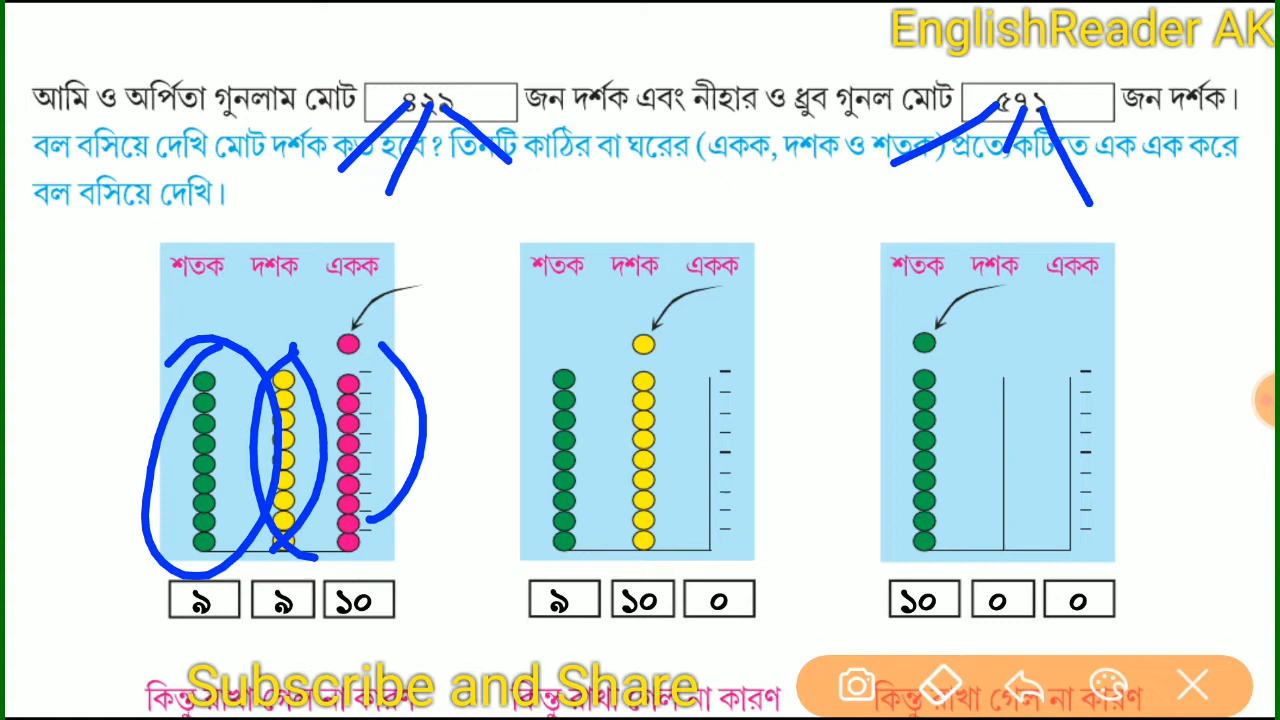 EnglishReader AK
আমি ও অর্পিতা গুনলাম মোট ৪২৯ জন দর্শক এবং নীহার ও ধ্রুব গুনল মোট ৫৭১ জন দর্শক।
বল বসিয়ে দেখি মোট দর্শক কত হবে? তিনটি কাঠির বা ঘরের (একক, দশক ও শতক) প্রত্যেকটিতে এক এক করে
বল বসিয়ে দেখি।
শতক দশক একক শতক দশক একক শতক দশক একক
৯ ৯ ১০ ৯ ১০ ০ ১০ ০ ০
Subscribe and Share
কিন্তু রাখা গেল না কারণ কিন্তু রাখা গেল না কারণ কিন্তু রাখা গেল না কারণ